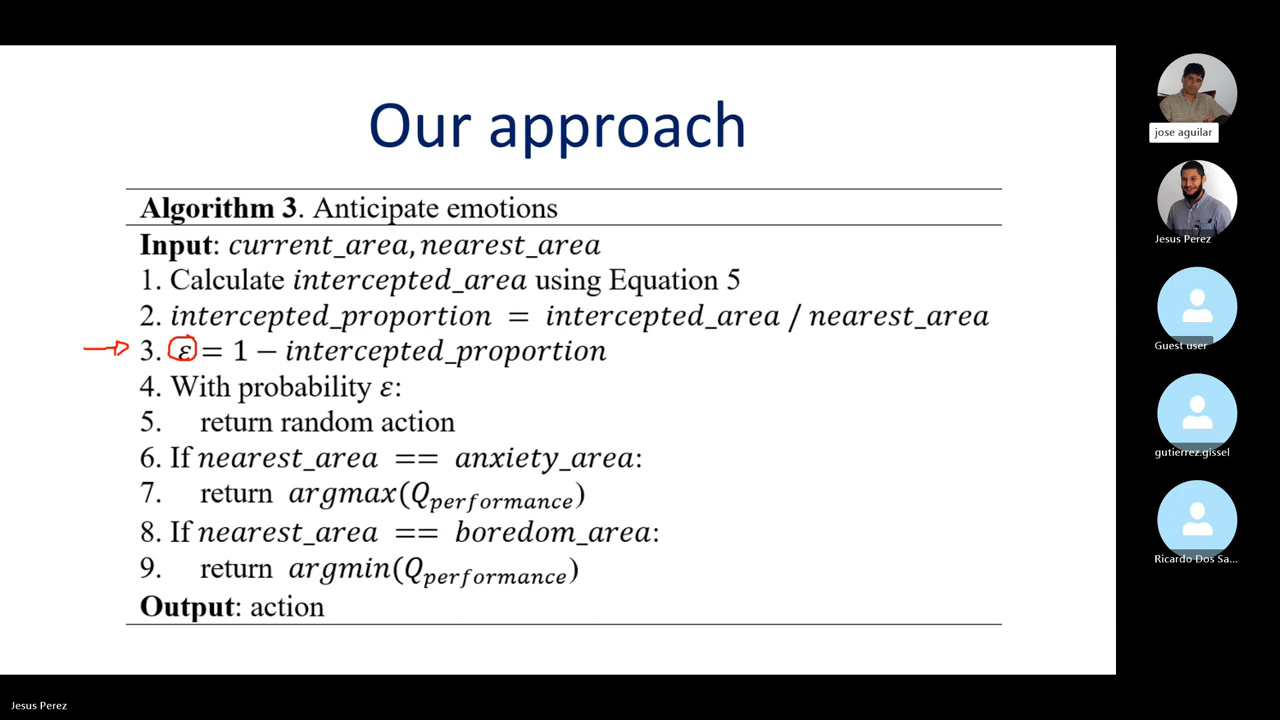 Our approach
Algorithm 3. Anticipate emotions
Input: current_area, nearest_area
1. Calculate intercepted_area using Equation 5
2. intercepted_proportion = intercepted_area / nearest_area
3. ε = 1 − intercepted_proportion
4. With probability ε:
5. return random action
6. If nearest_area == anxiety_area:
7. return argmax(Q_performance)
8. If nearest_area == boredom_area:
9. return argmin(Q_performance)
Output: action
jose aguilar
Jesus Perez
Guest user
gutierrez.gissel
Ricardo Dos Sa...
Jesus Perez